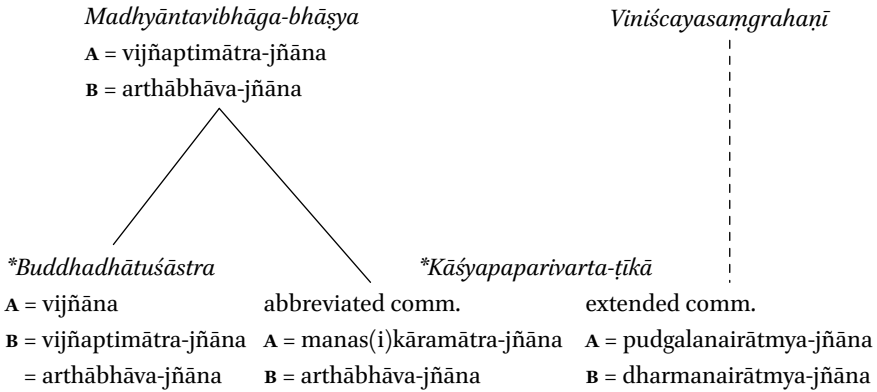 Madhyāntavibhāga-bhāṣya
A = vijñaptimātra-jñāna
B = arthābhāva-jñāna
Viniścayasaṃgrahaṇī
*Buddhadhātuśāstra
A = vijñāna
B = vijñaptimātra-jñāna
= arthābhāva-jñāna
*Kāśyapaparivarta-ṭīkā
abbreviated comm.
A = manas(i)kāramātra-jñāna
B = arthābhāva-jñāna
extended comm.
A = pudgalanairātmya-jñāna
B = dharmanairātmya-jñāna